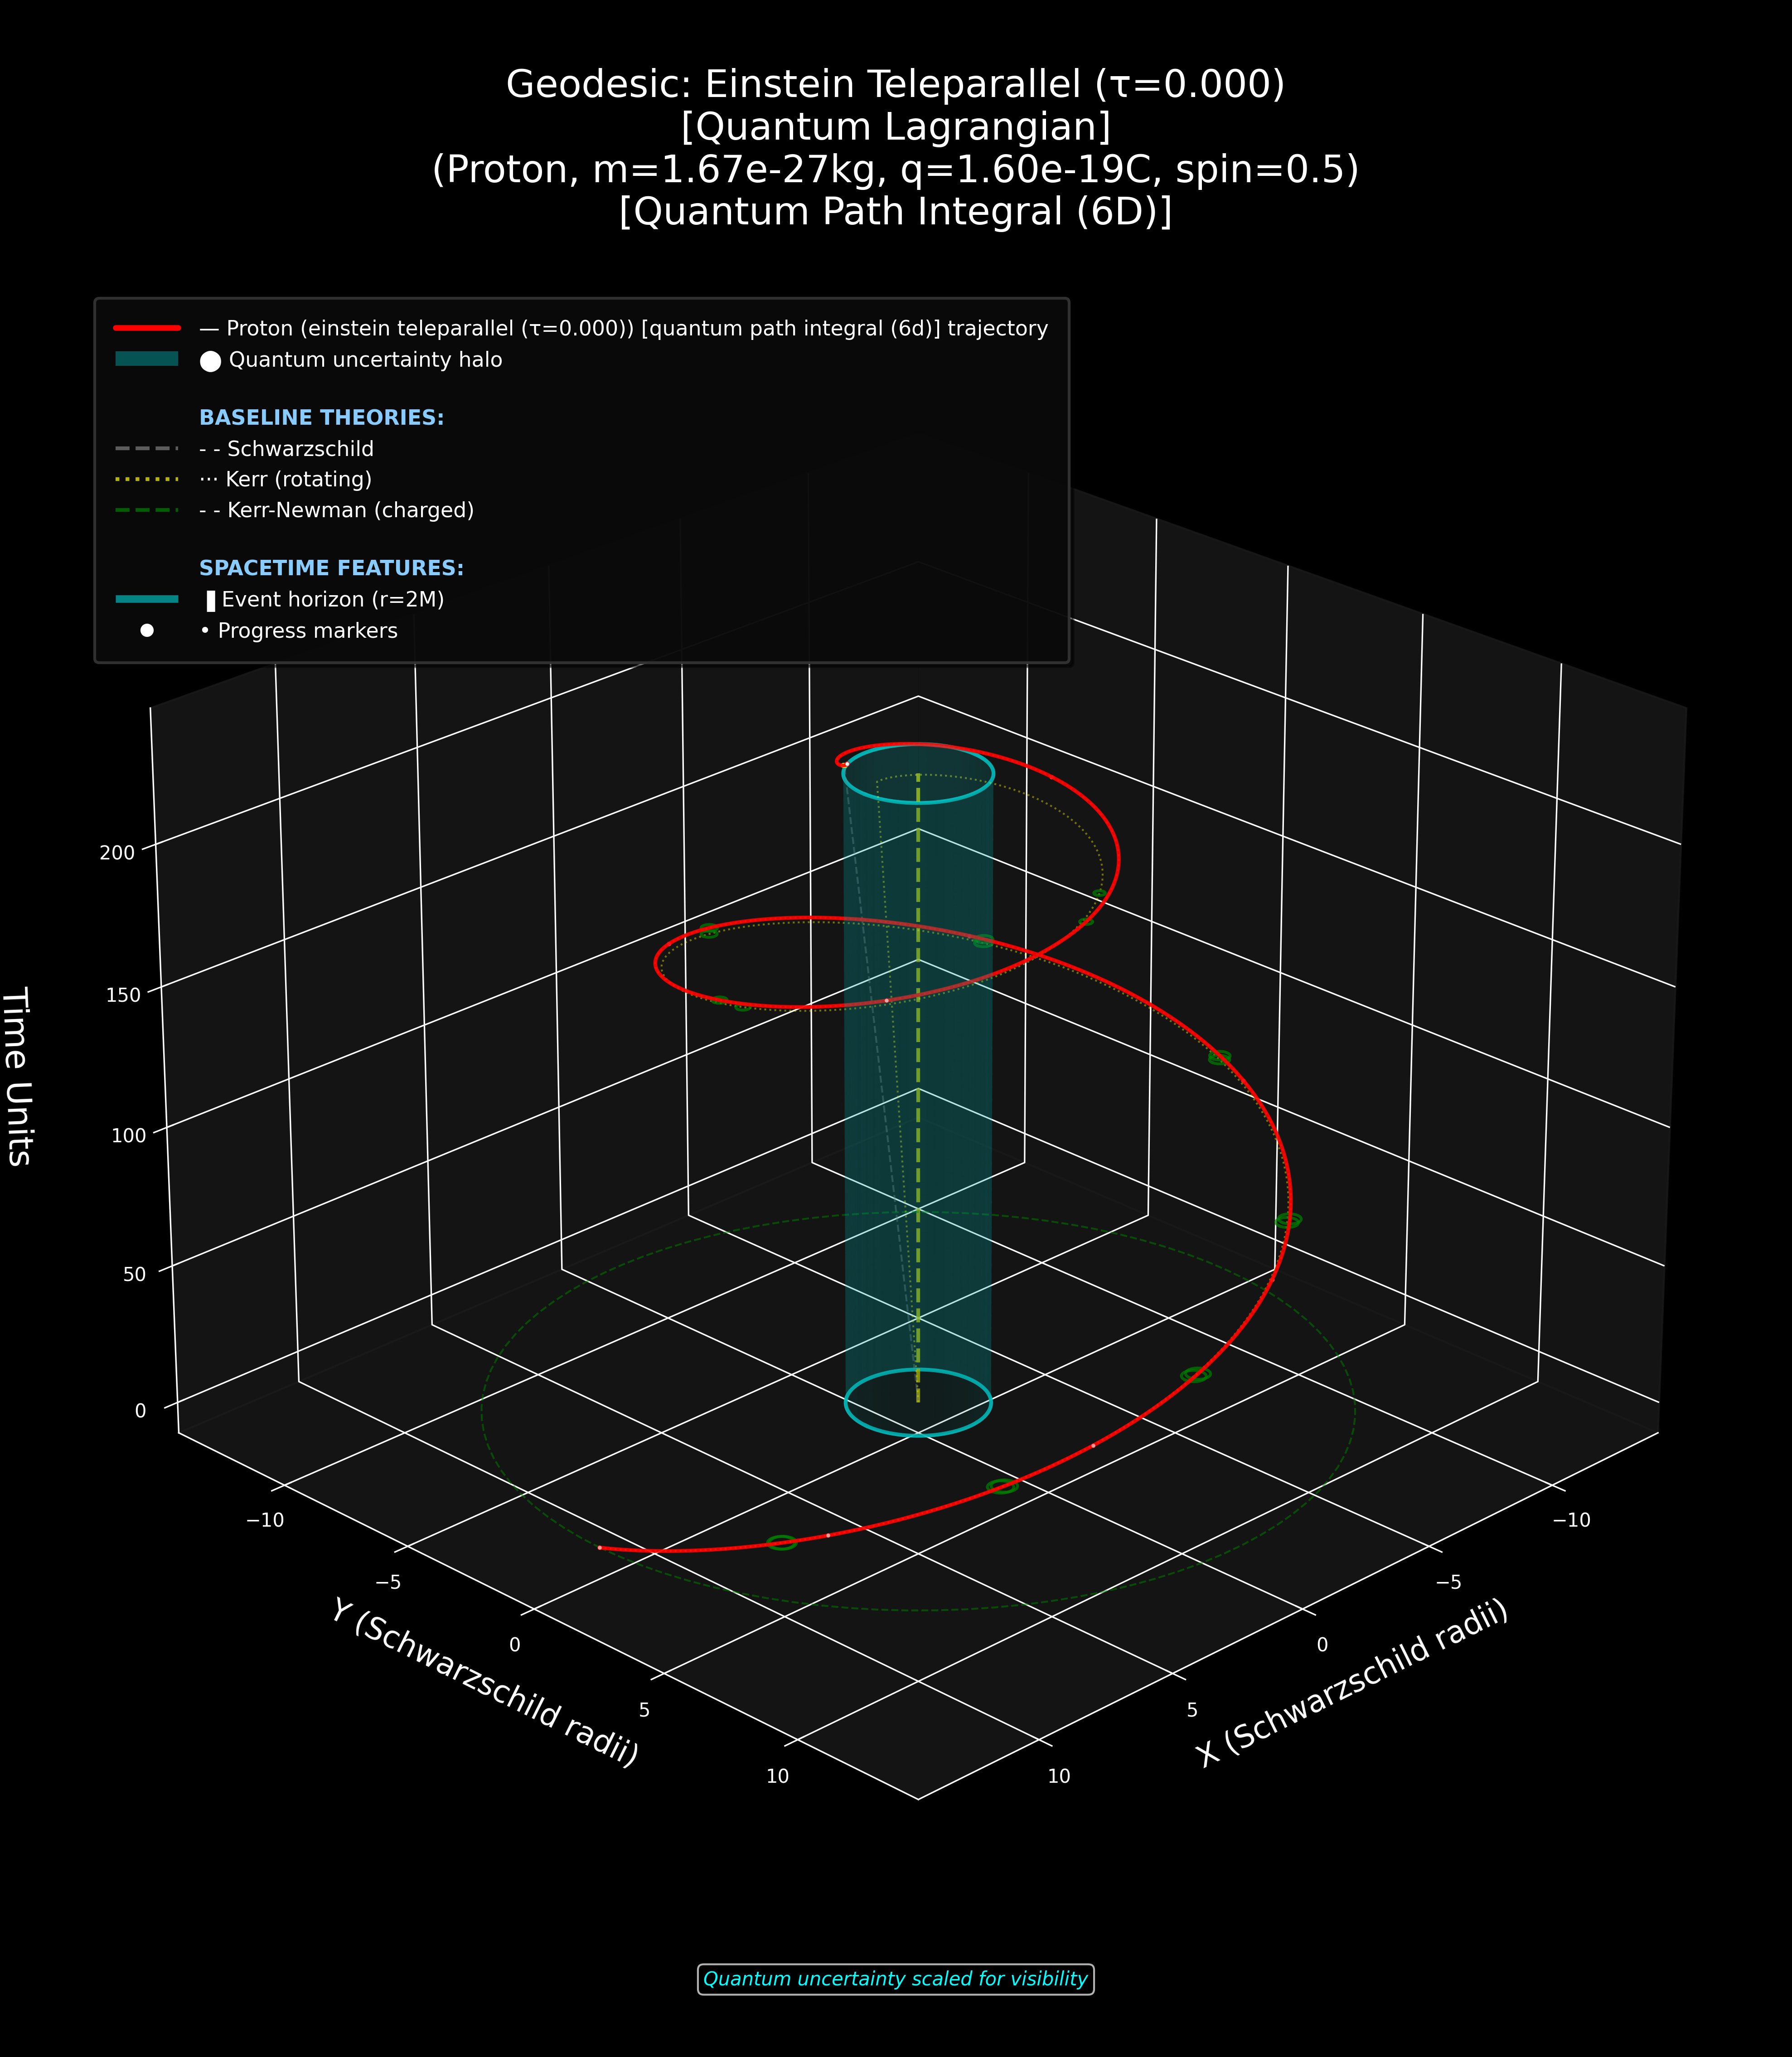 Geodesic: Einstein Teleparallel (τ=0.000)
[Quantum Lagrangian]
(Proton, m=1.67e-27kg, q=1.60e-19C, spin=0.5)
[Quantum Path Integral (6D)]
— Proton (einstein teleparallel (τ=0.000)) [quantum path integral (6d)] trajectory
⬤ Quantum uncertainty halo
BASELINE THEORIES:
- - Schwarzschild
··· Kerr (rotating)
- - Kerr-Newman (charged)
SPACETIME FEATURES:
▐ Event horizon (r=2M)
• Progress markers
Time Units
200
150
100
50
0
−10
−5
0
5
10
Y (Schwarzschild radii)
−10
−5
0
5
10
X (Schwarzschild radii)
Quantum uncertainty scaled for visibility